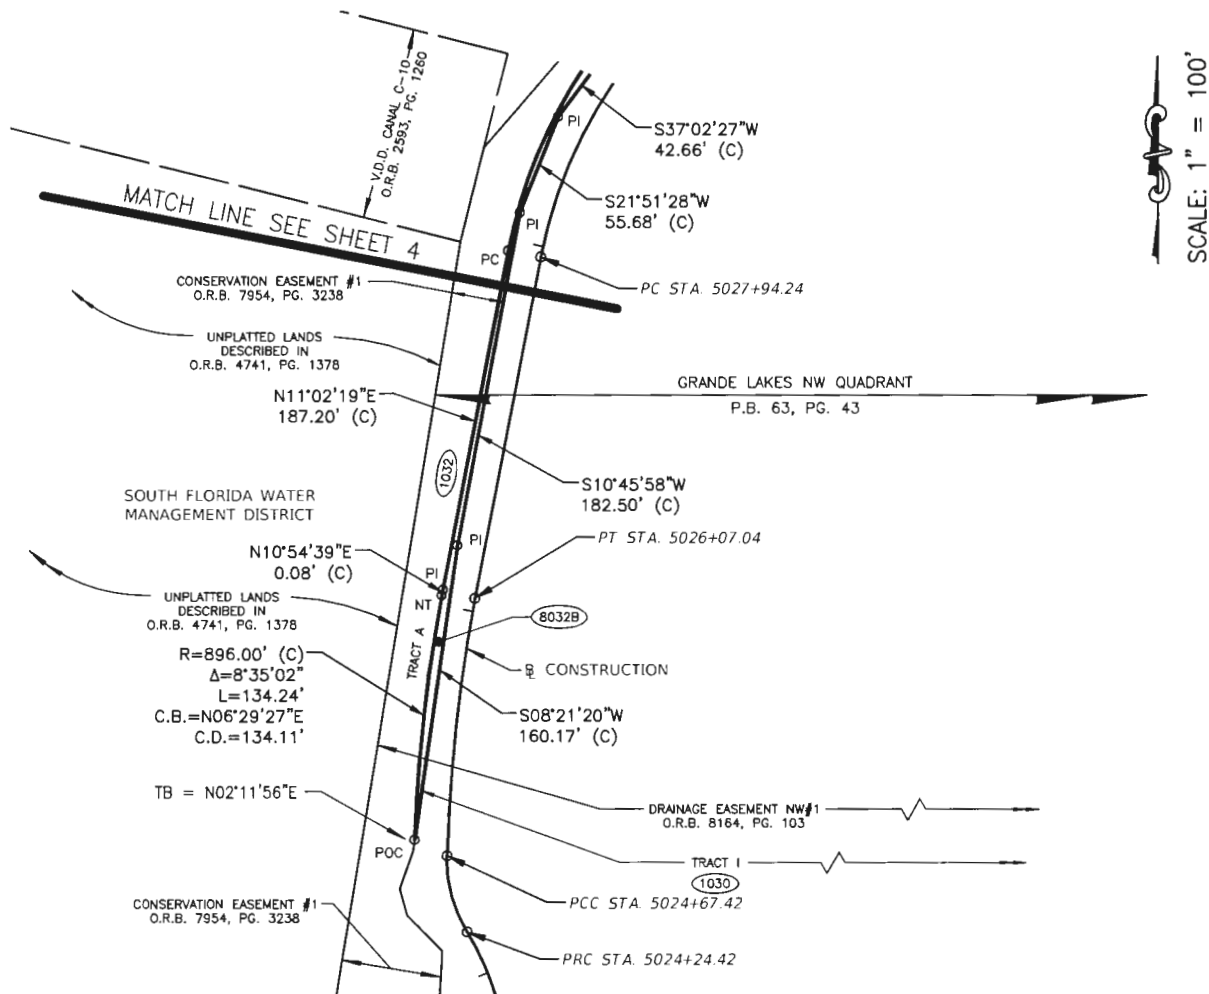 V.D.D. CANAL C-10
O.R.B. 2593, PG. 1260
PI
S37°02'27"W
42.66' (C)
SCALE: 1" = 100'
MATCH LINE SEE SHEET 4
S21°51'28"W
55.68' (C)
PI
PC
CONSERVATION EASEMENT #1
O.R.B. 7954, PG. 3238
PC STA. 5027+94.24
UNPLATTED LANDS
DESCRIBED IN
O.R.B. 4741, PG. 1378
GRANDE LAKES NW QUADRANT
P.B. 63, PG. 43
N11°02'19"E
187.20' (C)
1032
S10°45'58"W
182.50' (C)
SOUTH FLORIDA WATER
MANAGEMENT DISTRICT
PI
PT STA. 5026+07.04
N10°54'39"E
0.08' (C)
PI
NT
UNPLATTED LANDS
DESCRIBED IN
O.R.B. 4741, PG. 1378
8032B
TRACT A
R=896.00' (C)
Δ=8°35'02"
L=134.24'
C.B.=N06°29'27"E
C.D.=134.11'
BL CONSTRUCTION
S08°21'20"W
160.17' (C)
TB = N02°11'56"E
DRAINAGE EASEMENT NW#1
O.R.B. 8164, PG. 103
POC
TRACT I
1030
PCC STA. 5024+67.42
CONSERVATION EASEMENT #1
O.R.B. 7954, PG. 3238
PRC STA. 5024+24.42